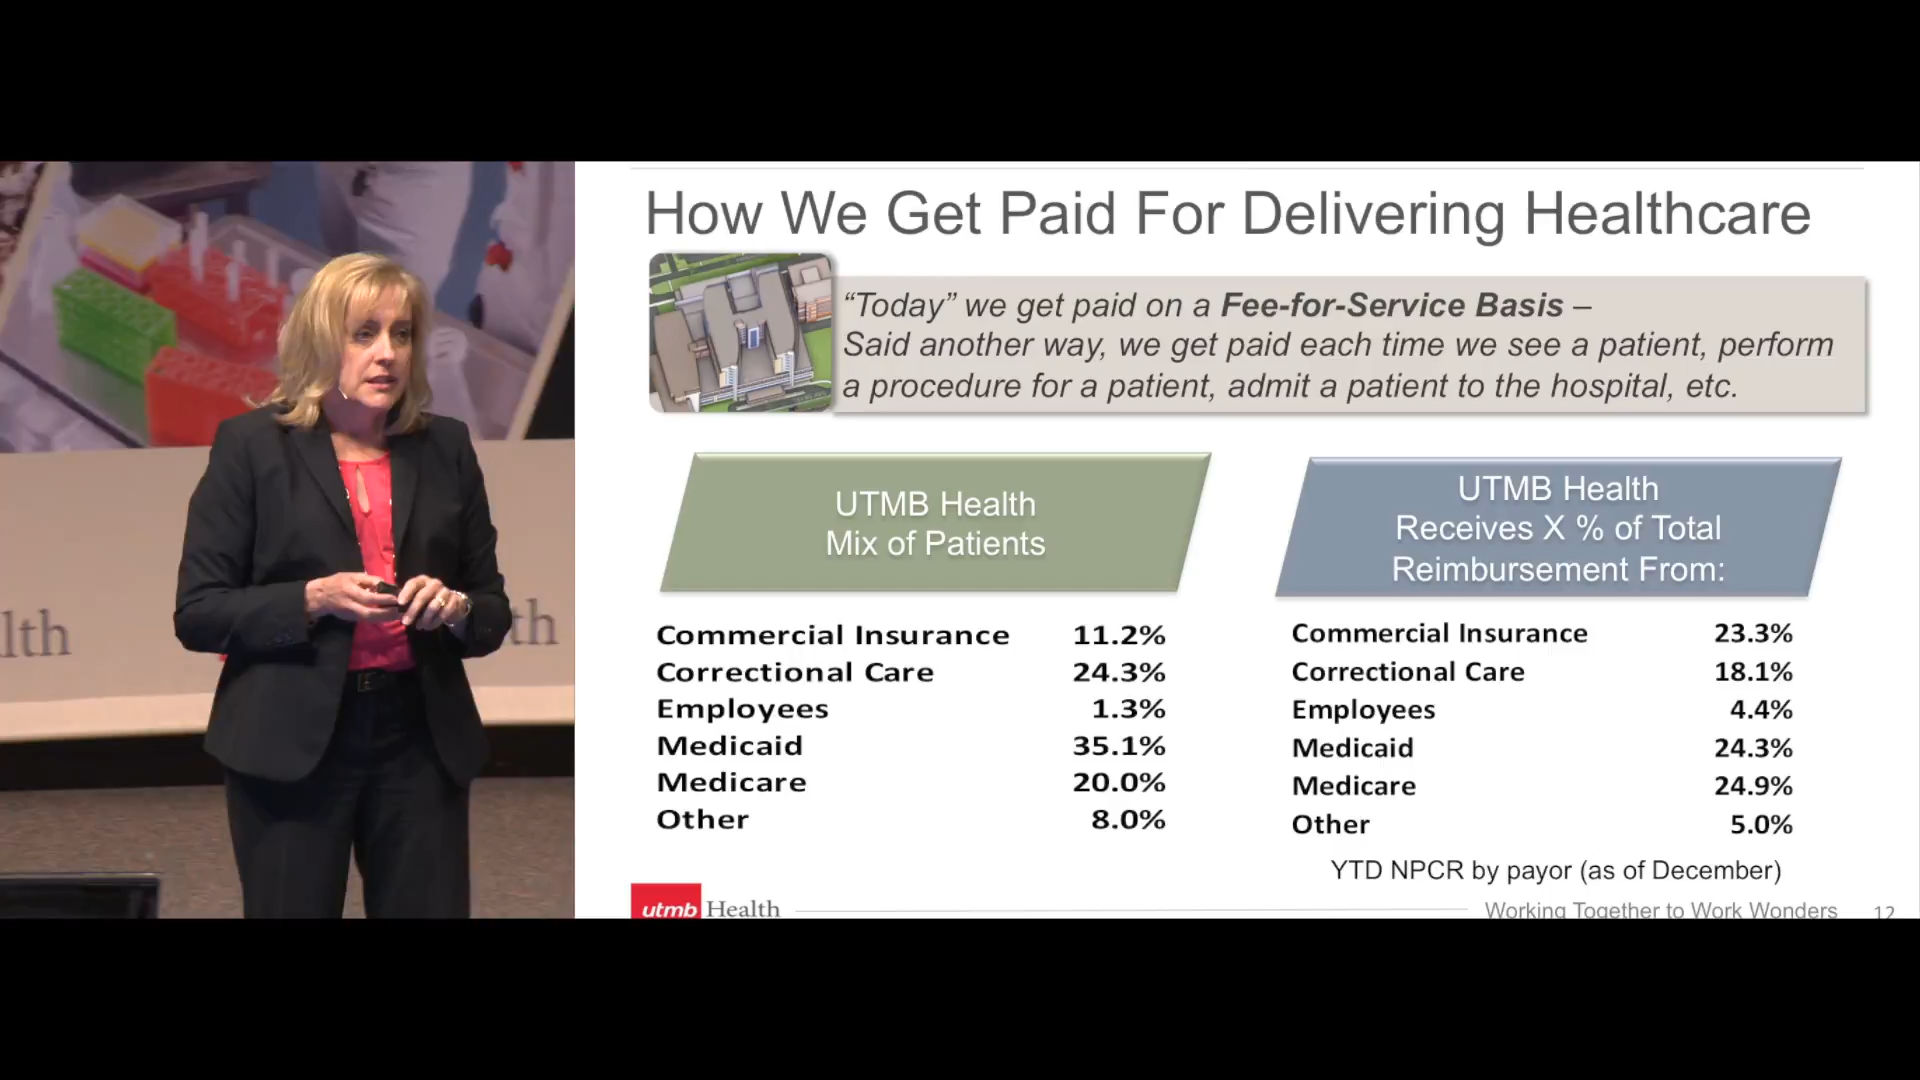 lth
th
How We Get Paid For Delivering Healthcare
“Today” we get paid on a Fee-for-Service Basis –
Said another way, we get paid each time we see a patient, perform
a procedure for a patient, admit a patient to the hospital, etc.
UTMB Health
Mix of Patients
Commercial Insurance 11.2%
Correctional Care 24.3%
Employees 1.3%
Medicaid 35.1%
Medicare 20.0%
Other 8.0%
UTMB Health
Receives X % of Total
Reimbursement From:
Commercial Insurance 23.3%
Correctional Care 18.1%
Employees 4.4%
Medicaid 24.3%
Medicare 24.9%
Other 5.0%
YTD NPCR by payor (as of December)
utmb Health
Working Together to Work Wonders 12